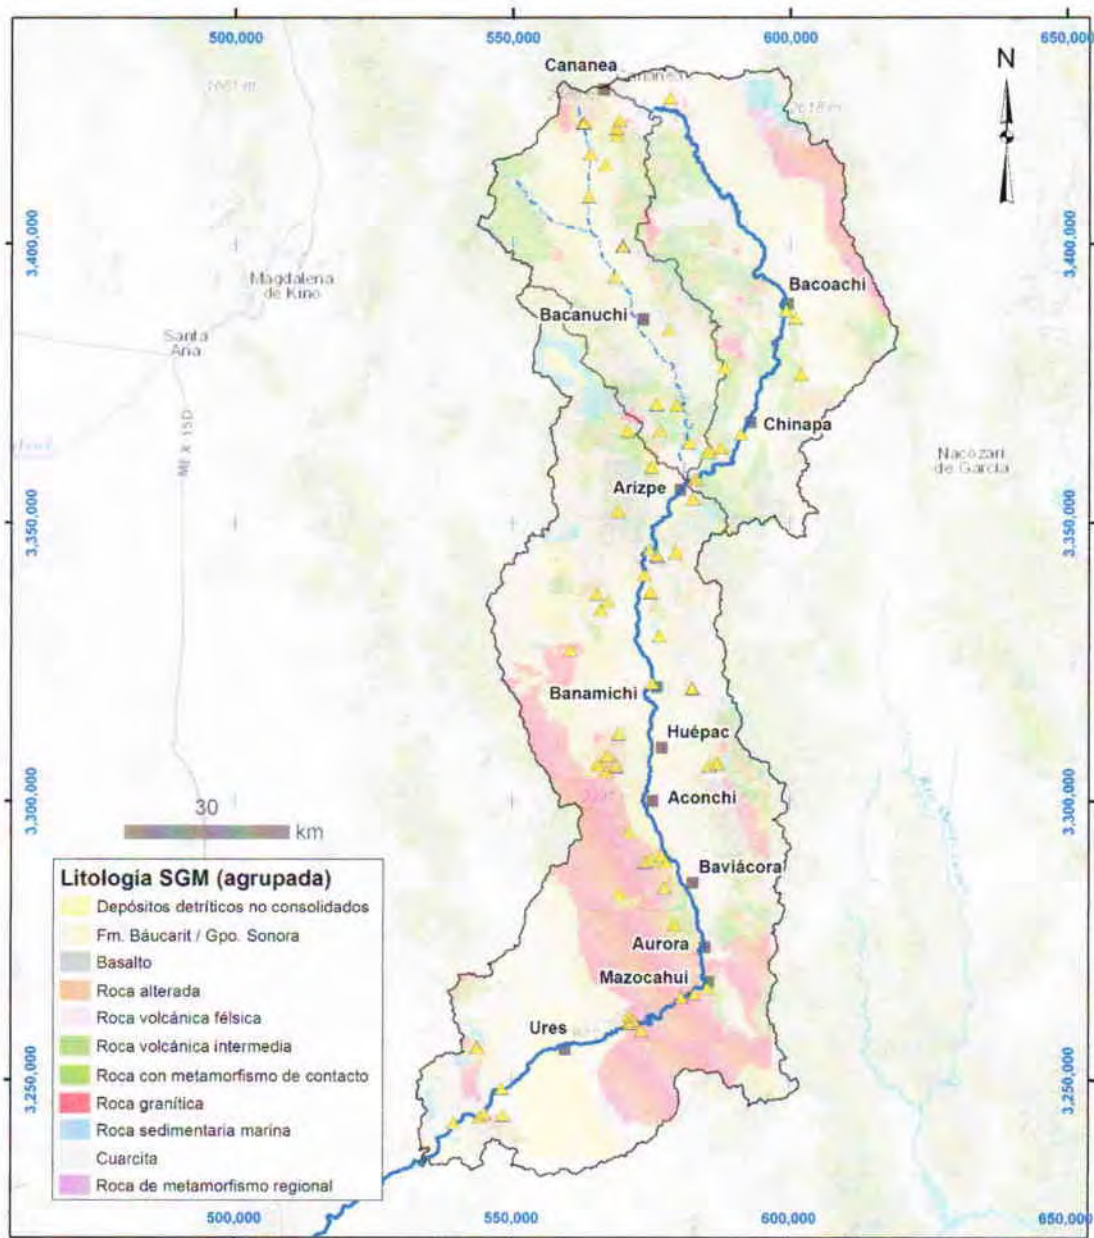 500,000
550,000
600,000
650,000
Cananea
N
2618 m
3,400,000
3,400,000
Magdalena
de Kino
Bacoachi
Bacanuchi
Santa
Ana
MEX 15D
Chinapa
Nacozari
de García
Arizpe
3,350,000
3,350,000
Banamichi
Huépac
3,300,000
3,300,000
Aconchi
30
km
Baviácora
Litología SGM (agrupada)
Depósitos detríticos no consolidados
Fm. Báucarit / Gpo. Sonora
Basalto
Roca alterada
Roca volcánica félsica
Roca volcánica intermedia
Roca con metamorfismo de contacto
Roca granítica
Roca sedimentaria marina
Cuarcita
Roca de metamorfismo regional
Aurora
Mazocahui
Ures
3,250,000
3,250,000
500,000
550,000
600,000
650,000